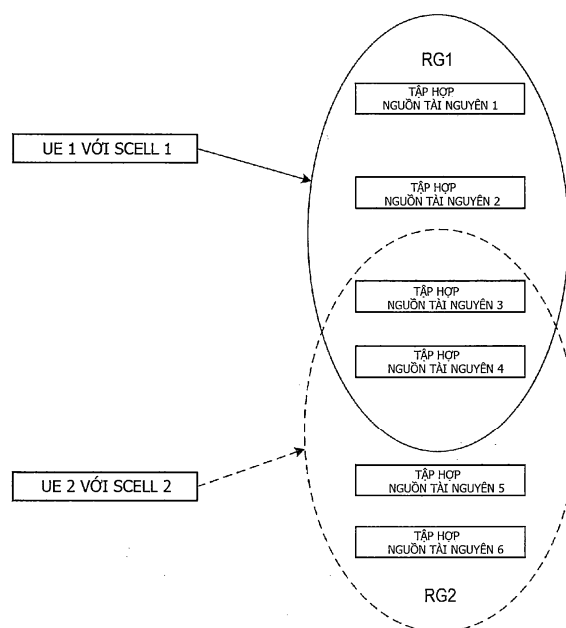 RG1
TẬP HỢP
NGUỒN TÀI NGUYÊN 1
UE 1 VỚI SCELL 1
TẬP HỢP
NGUỒN TÀI NGUYÊN 2
TẬP HỢP
NGUỒN TÀI NGUYÊN 3
TẬP HỢP
NGUỒN TÀI NGUYÊN 4
UE 2 VỚI SCELL 2
TẬP HỢP
NGUỒN TÀI NGUYÊN 5
TẬP HỢP
NGUỒN TÀI NGUYÊN 6
RG2